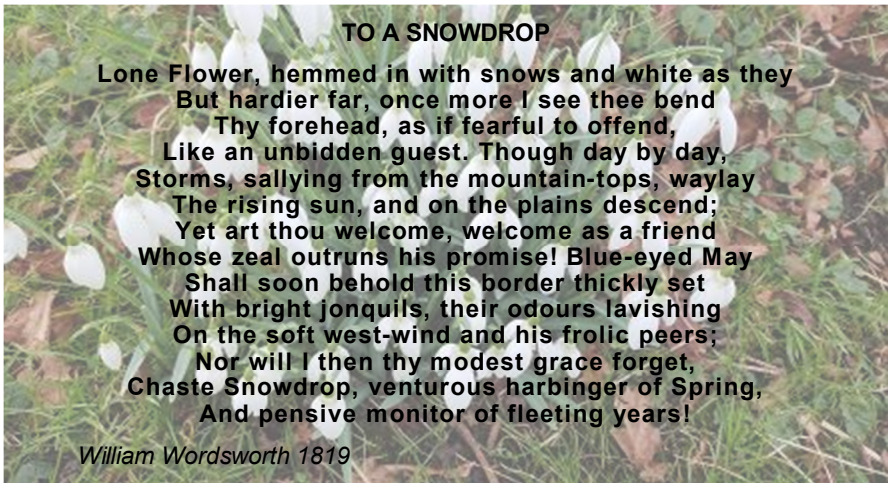 TO A SNOWDROP
Lone Flower, hemmed in with snows and white as they
But hardier far, once more I see thee bend
Thy forehead, as if fearful to offend,
Like an unbidden guest. Though day by day,
Storms, sallying from the mountain-tops, waylay
The rising sun, and on the plains descend;
Yet art thou welcome, welcome as a friend
Whose zeal outruns his promise! Blue-eyed May
Shall soon behold this border thickly set
With bright jonquils, their odours lavishing
On the soft west-wind and his frolic peers;
Nor will I then thy modest grace forget,
Chaste Snowdrop, venturous harbinger of Spring,
And pensive monitor of fleeting years!
William Wordsworth 1819